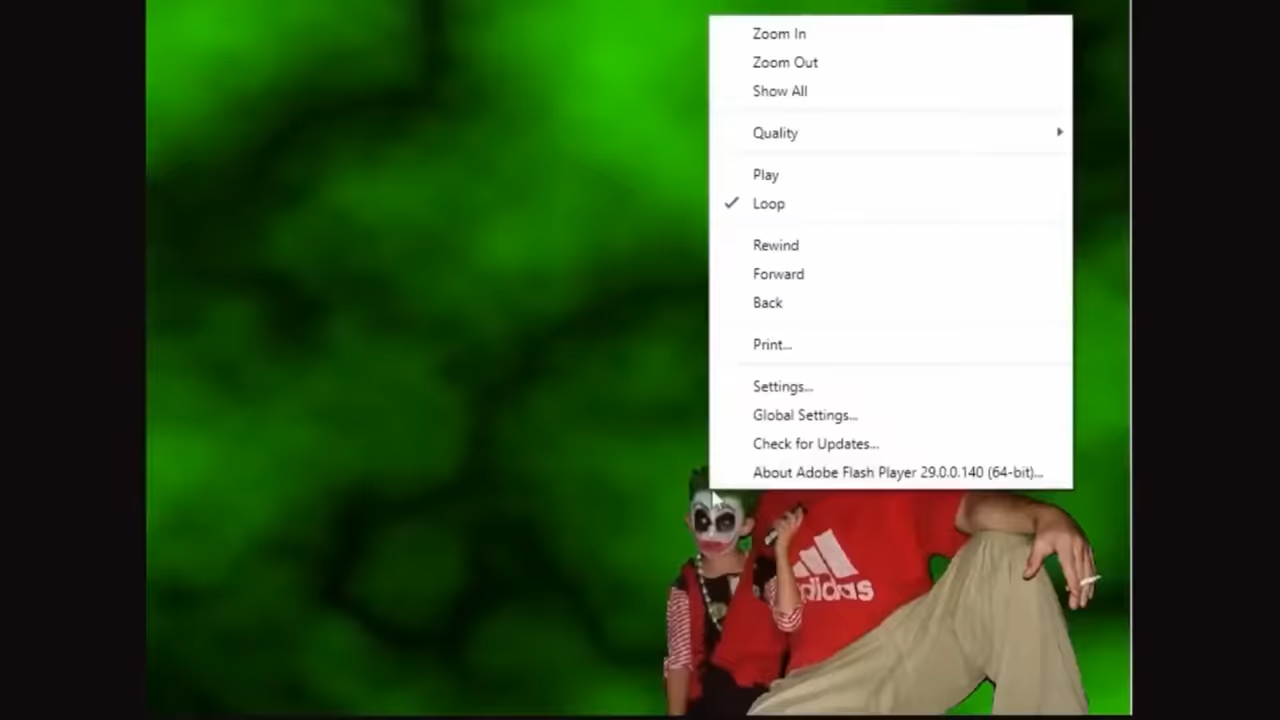 Zoom In
Zoom Out
Show All
Quality
Play
Loop
Rewind
Forward
Back
Print...
Settings...
Global Settings...
Check for Updates...
About Adobe Flash Player 29.0.0.140 (64-bit)...
adidas